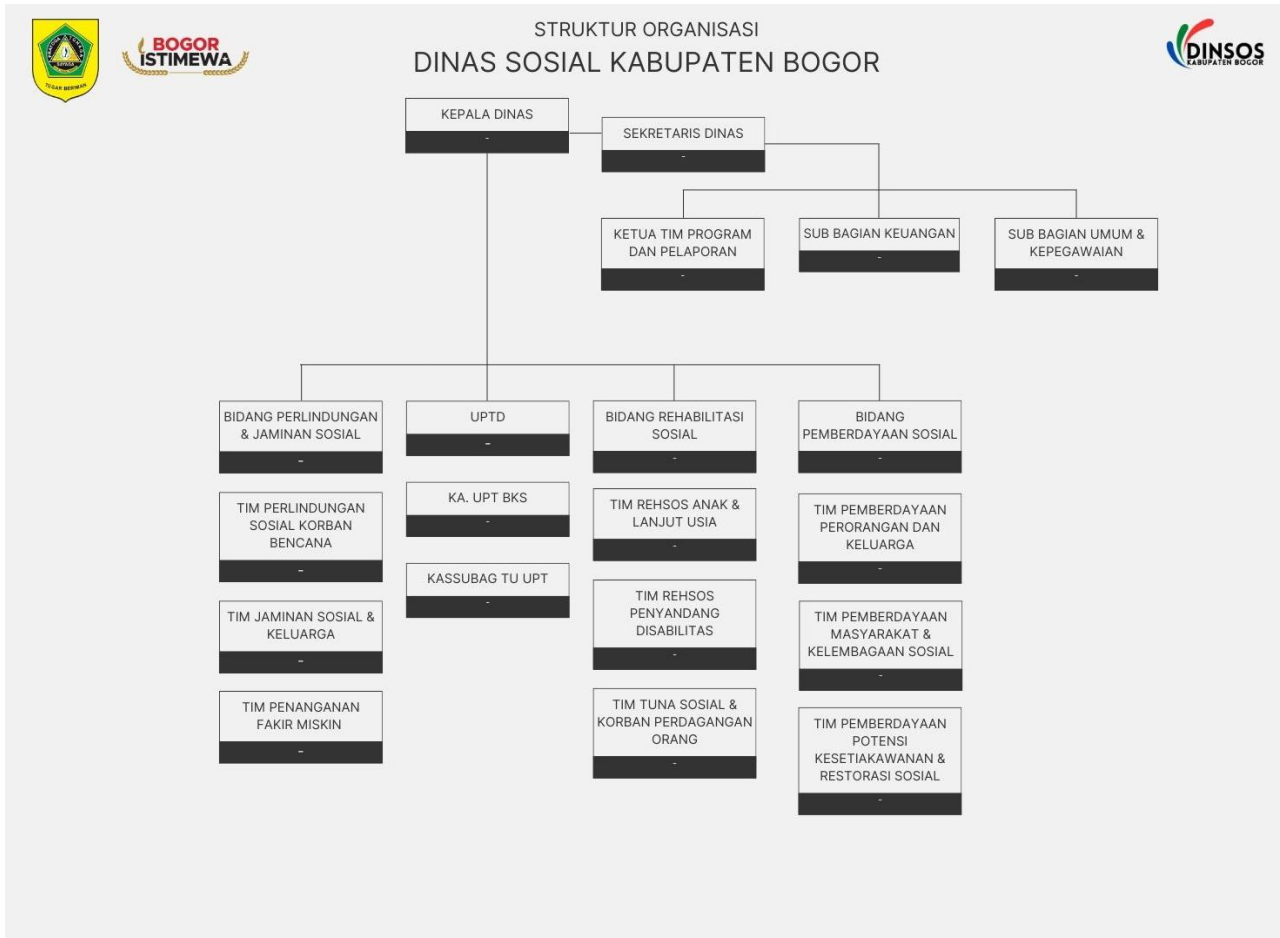 STRUKTUR ORGANISASI
DINAS SOSIAL KABUPATEN BOGOR
TEGAR BERIMAN
BOGOR
ISTIMEWA
DINSOS
KABUPATEN BOGOR
KEPALA DINAS
-
SEKRETARIS DINAS
-
KETUA TIM PROGRAM
DAN PELAPORAN
-
SUB BAGIAN KEUANGAN
-
SUB BAGIAN UMUM &
KEPEGAWAIAN
-
BIDANG PERLINDUNGAN
& JAMINAN SOSIAL
-
TIM PERLINDUNGAN
SOSIAL KORBAN
BENCANA
-
TIM JAMINAN SOSIAL &
KELUARGA
-
TIM PENANGANAN
FAKIR MISKIN
-
UPTD
-
KA. UPT BKS
-
KASSUBAG TU UPT
-
BIDANG REHABILITASI
SOSIAL
-
TIM REHSOS ANAK &
LANJUT USIA
-
TIM REHSOS
PENYANDANG
DISABILITAS
-
TIM TUNA SOSIAL &
KORBAN PERDAGANGAN
ORANG
-
BIDANG
PEMBERDAYAAN SOSIAL
-
TIM PEMBERDAYAAN
PERORANGAN DAN
KELUARGA
-
TIM PEMBERDAYAAN
MASYARAKAT &
KELEMBAGAAN SOSIAL
-
TIM PEMBERDAYAAN
POTENSI
KESETIAKAWANAN &
RESTORASI SOSIAL
-